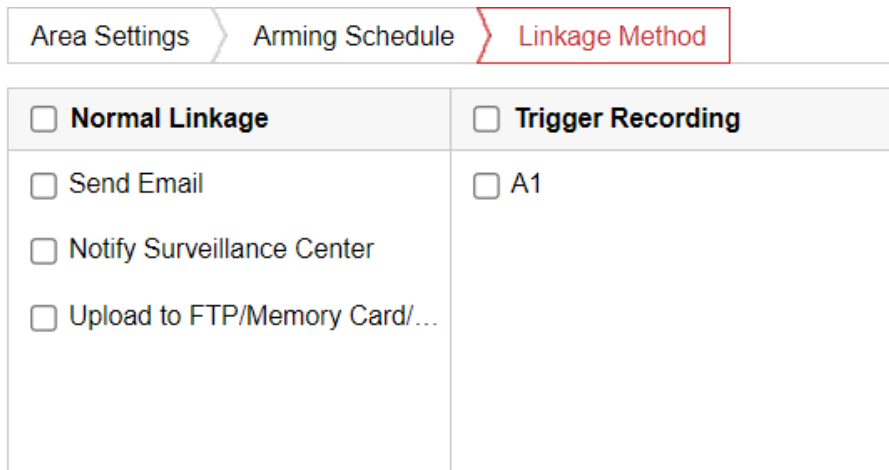 Area Settings Arming Schedule Linkage Method
Normal Linkage Trigger Recording
Send Email A1
Notify Surveillance Center
Upload to FTP/Memory Card/...